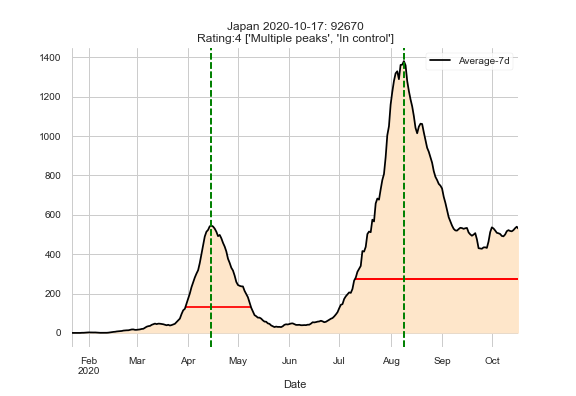 Japan 2020-10-17: 92670
Rating:4 ['Multiple peaks', 'In control']
Average-7d
1400
1200
1000
800
600
400
200
0
Feb Mar Apr May Jun Jul Aug Sep Oct
2020
Date